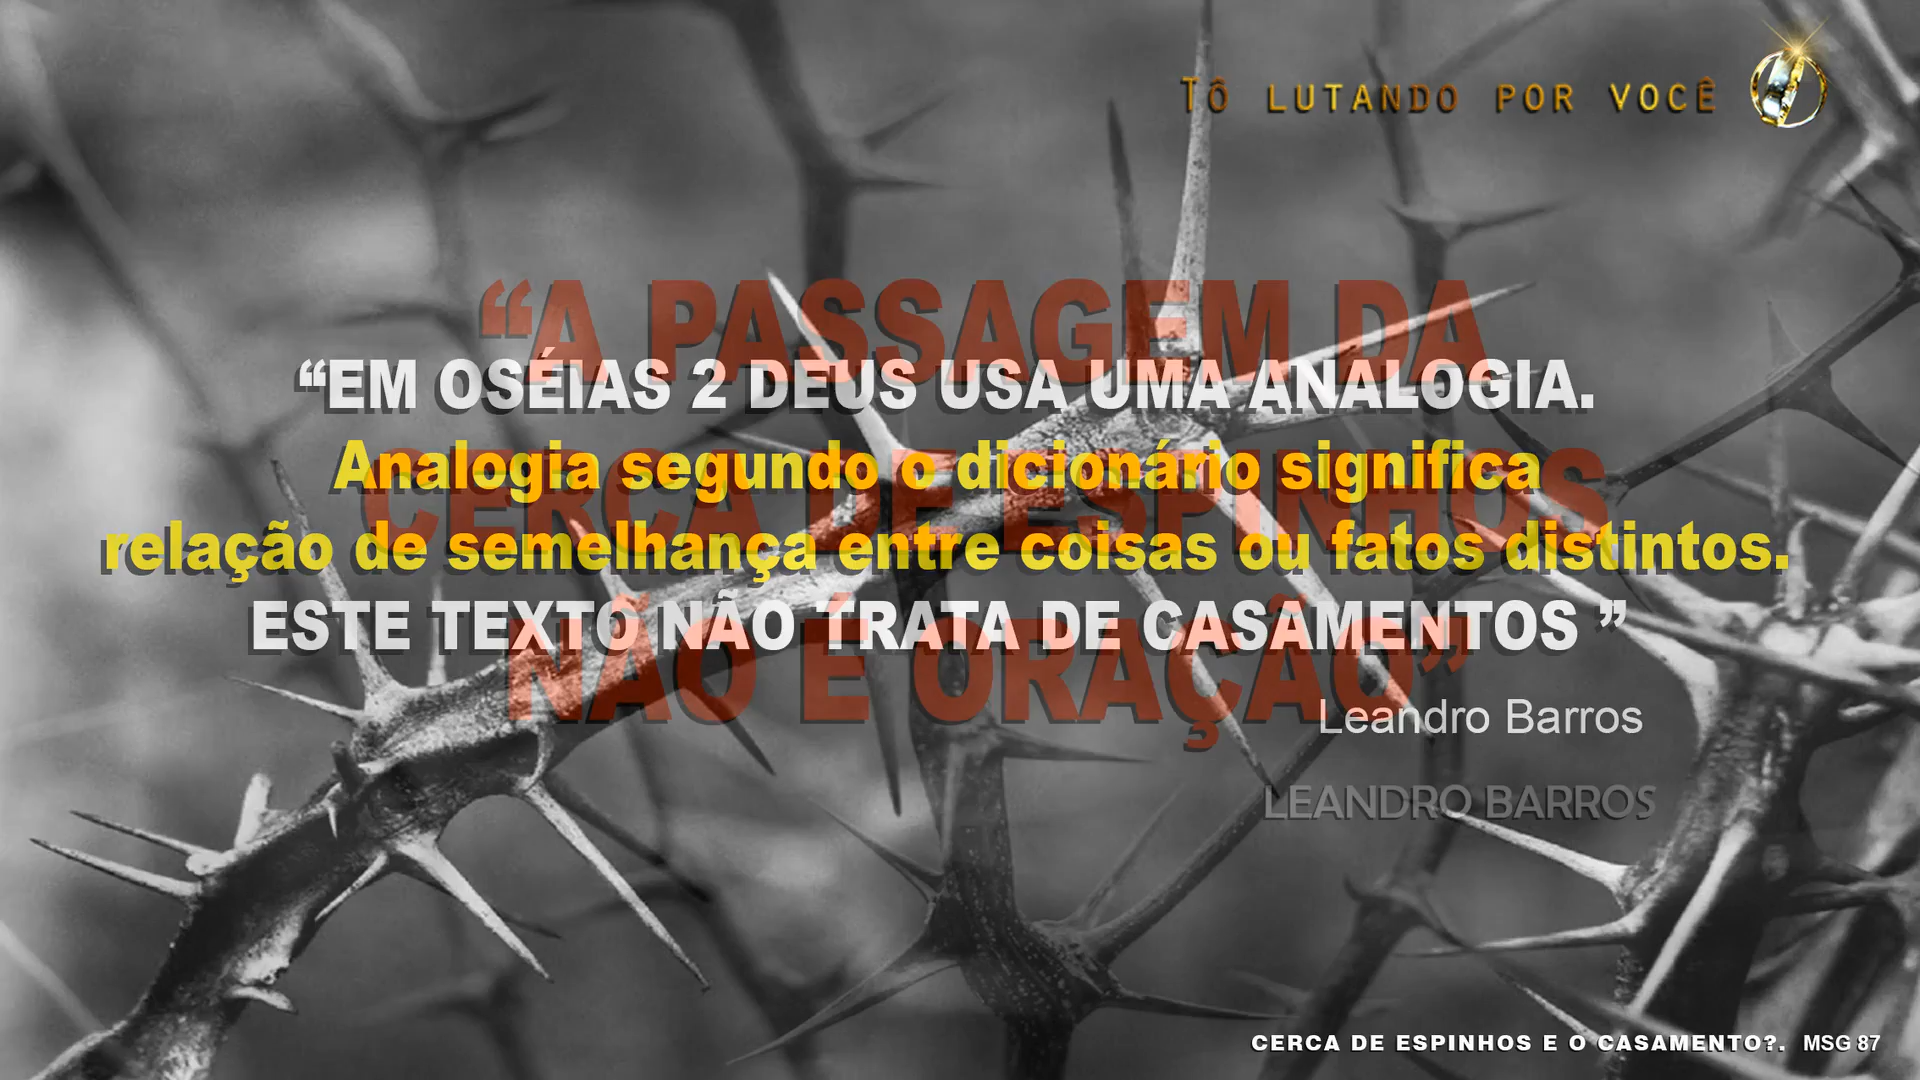 TÔ LUTANDO POR VOCÊ
“A PASSAGEM DA
CERCA DE ESPINHOS
NÃO É ORAÇÃO”
LEANDRO BARROS
“EM OSÉIAS 2 DEUS USA UMA ANALOGIA.
Analogia segundo o dicionário significa
relação de semelhança entre coisas ou fatos distintos.
ESTE TEXTO NÃO TRATA DE CASAMENTOS ”
Leandro Barros
CERCA DE ESPINHOS E O CASAMENTO?. MSG 87